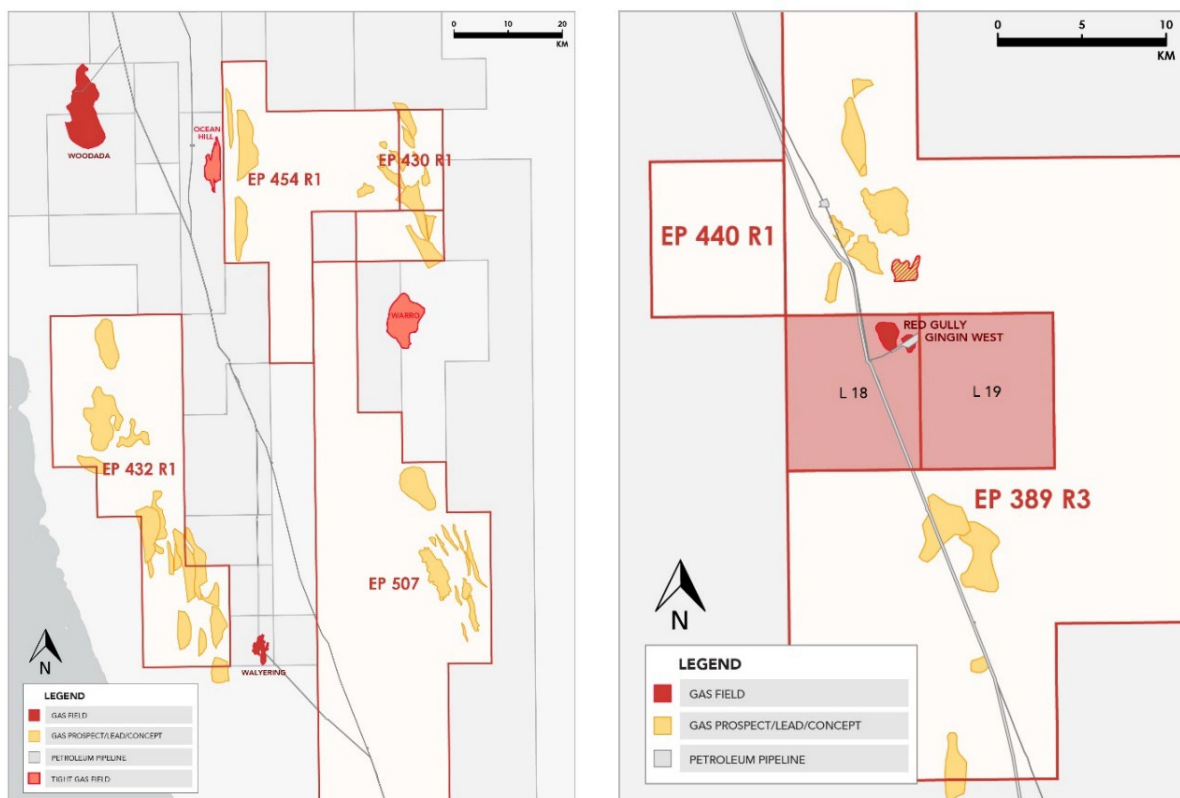 0 10 20
KM
WOODADA
OCEAN
HILL
EP 454 R1
EP 430 R1
WARRO
EP 432 R1
EP 507
WALYERING
N
LEGEND
GAS FIELD
GAS PROSPECT/LEAD/CONCEPT
PETROLEUM PIPELINE
TIGHT GAS FIELD
0 5 10
KM
EP 440 R1
RED GULLY
GINGIN WEST
L 18
L 19
EP 389 R3
N
LEGEND
GAS FIELD
GAS PROSPECT/LEAD/CONCEPT
PETROLEUM PIPELINE